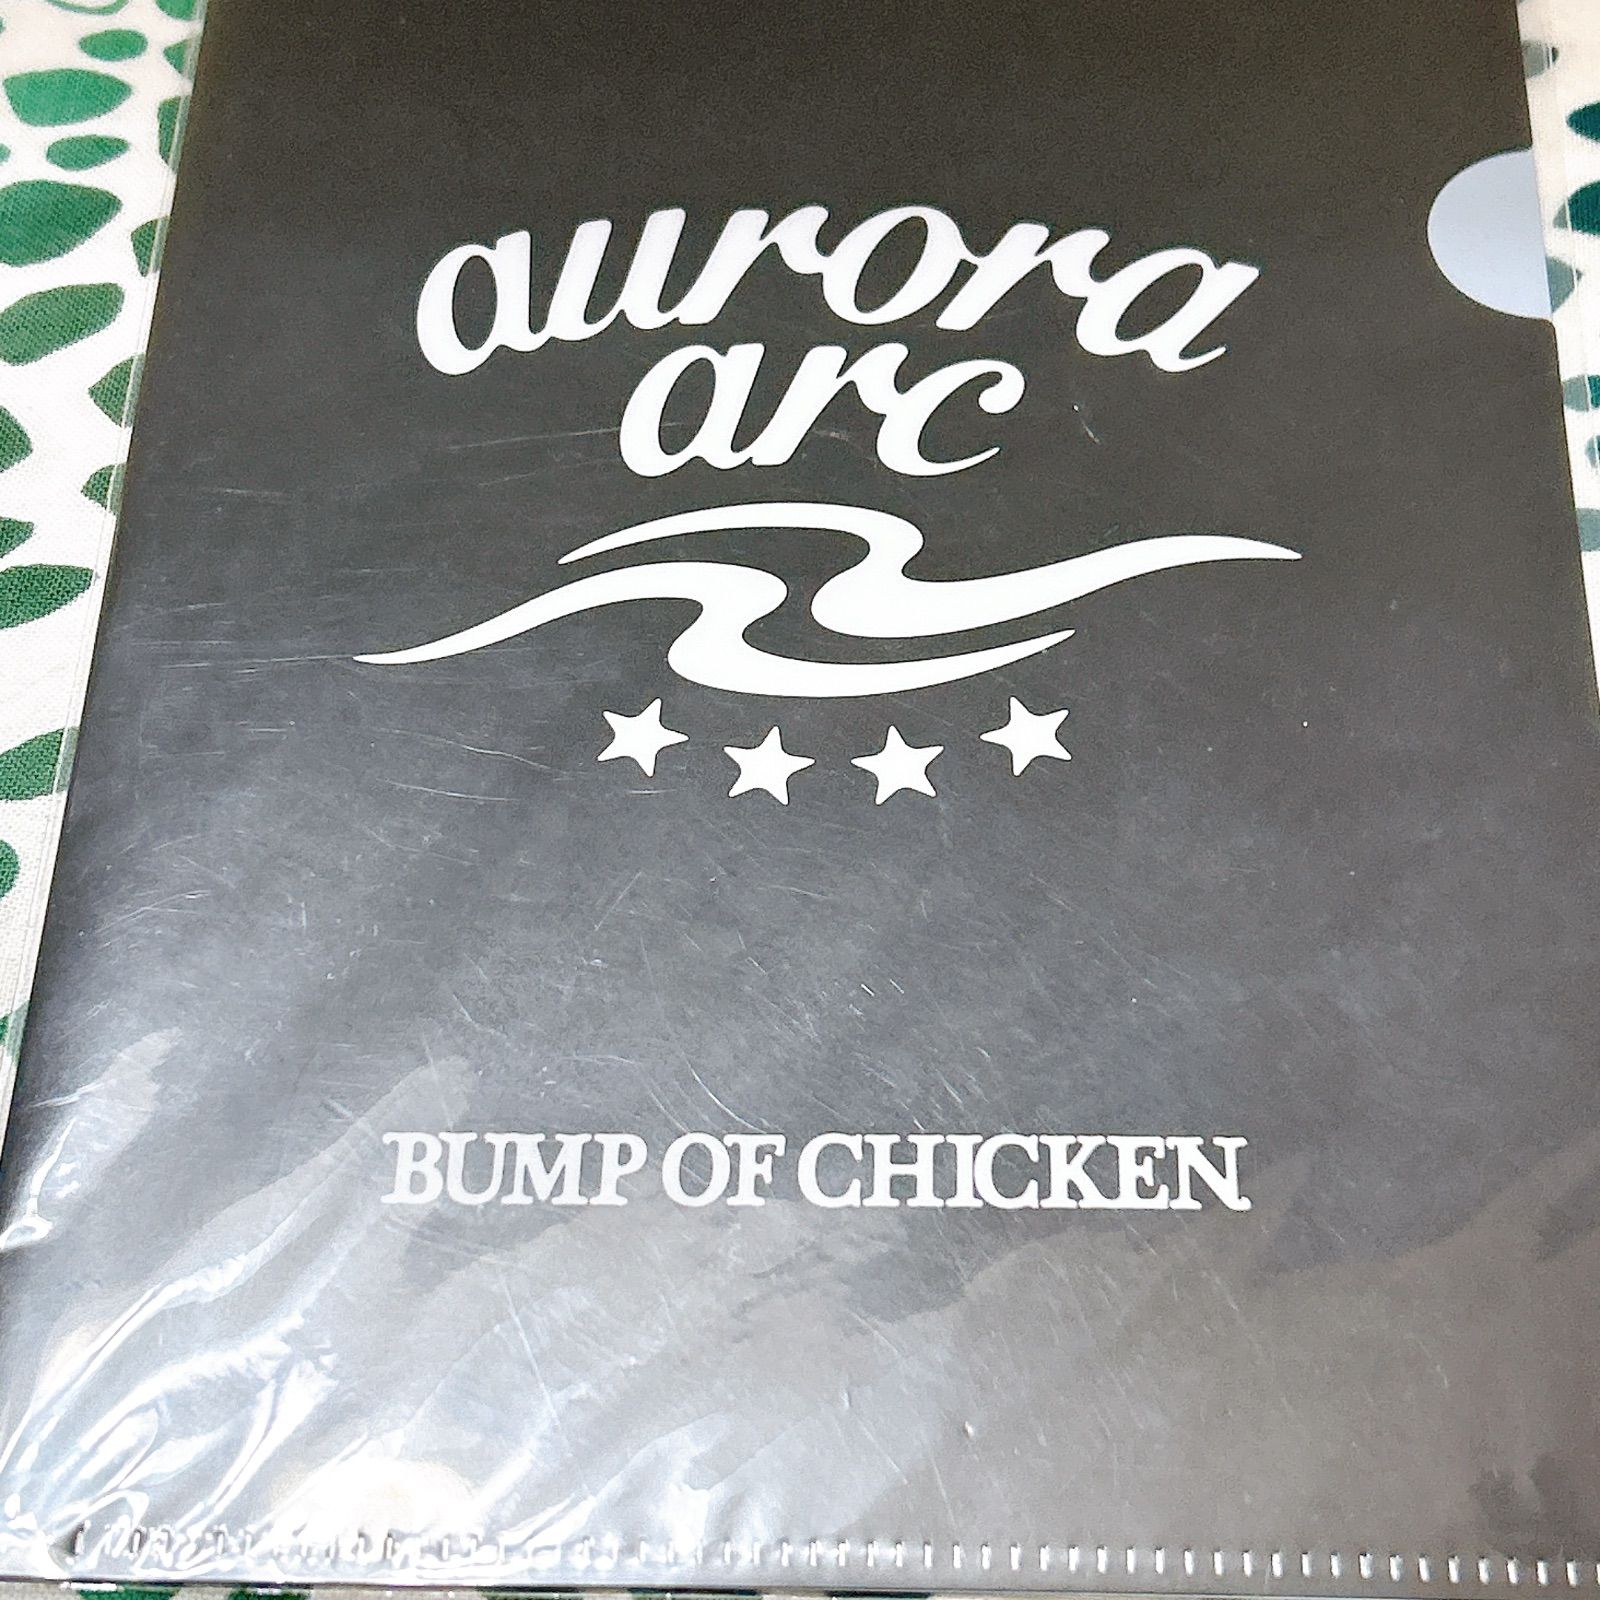 aurora
arc
BUMP OF CHICKEN